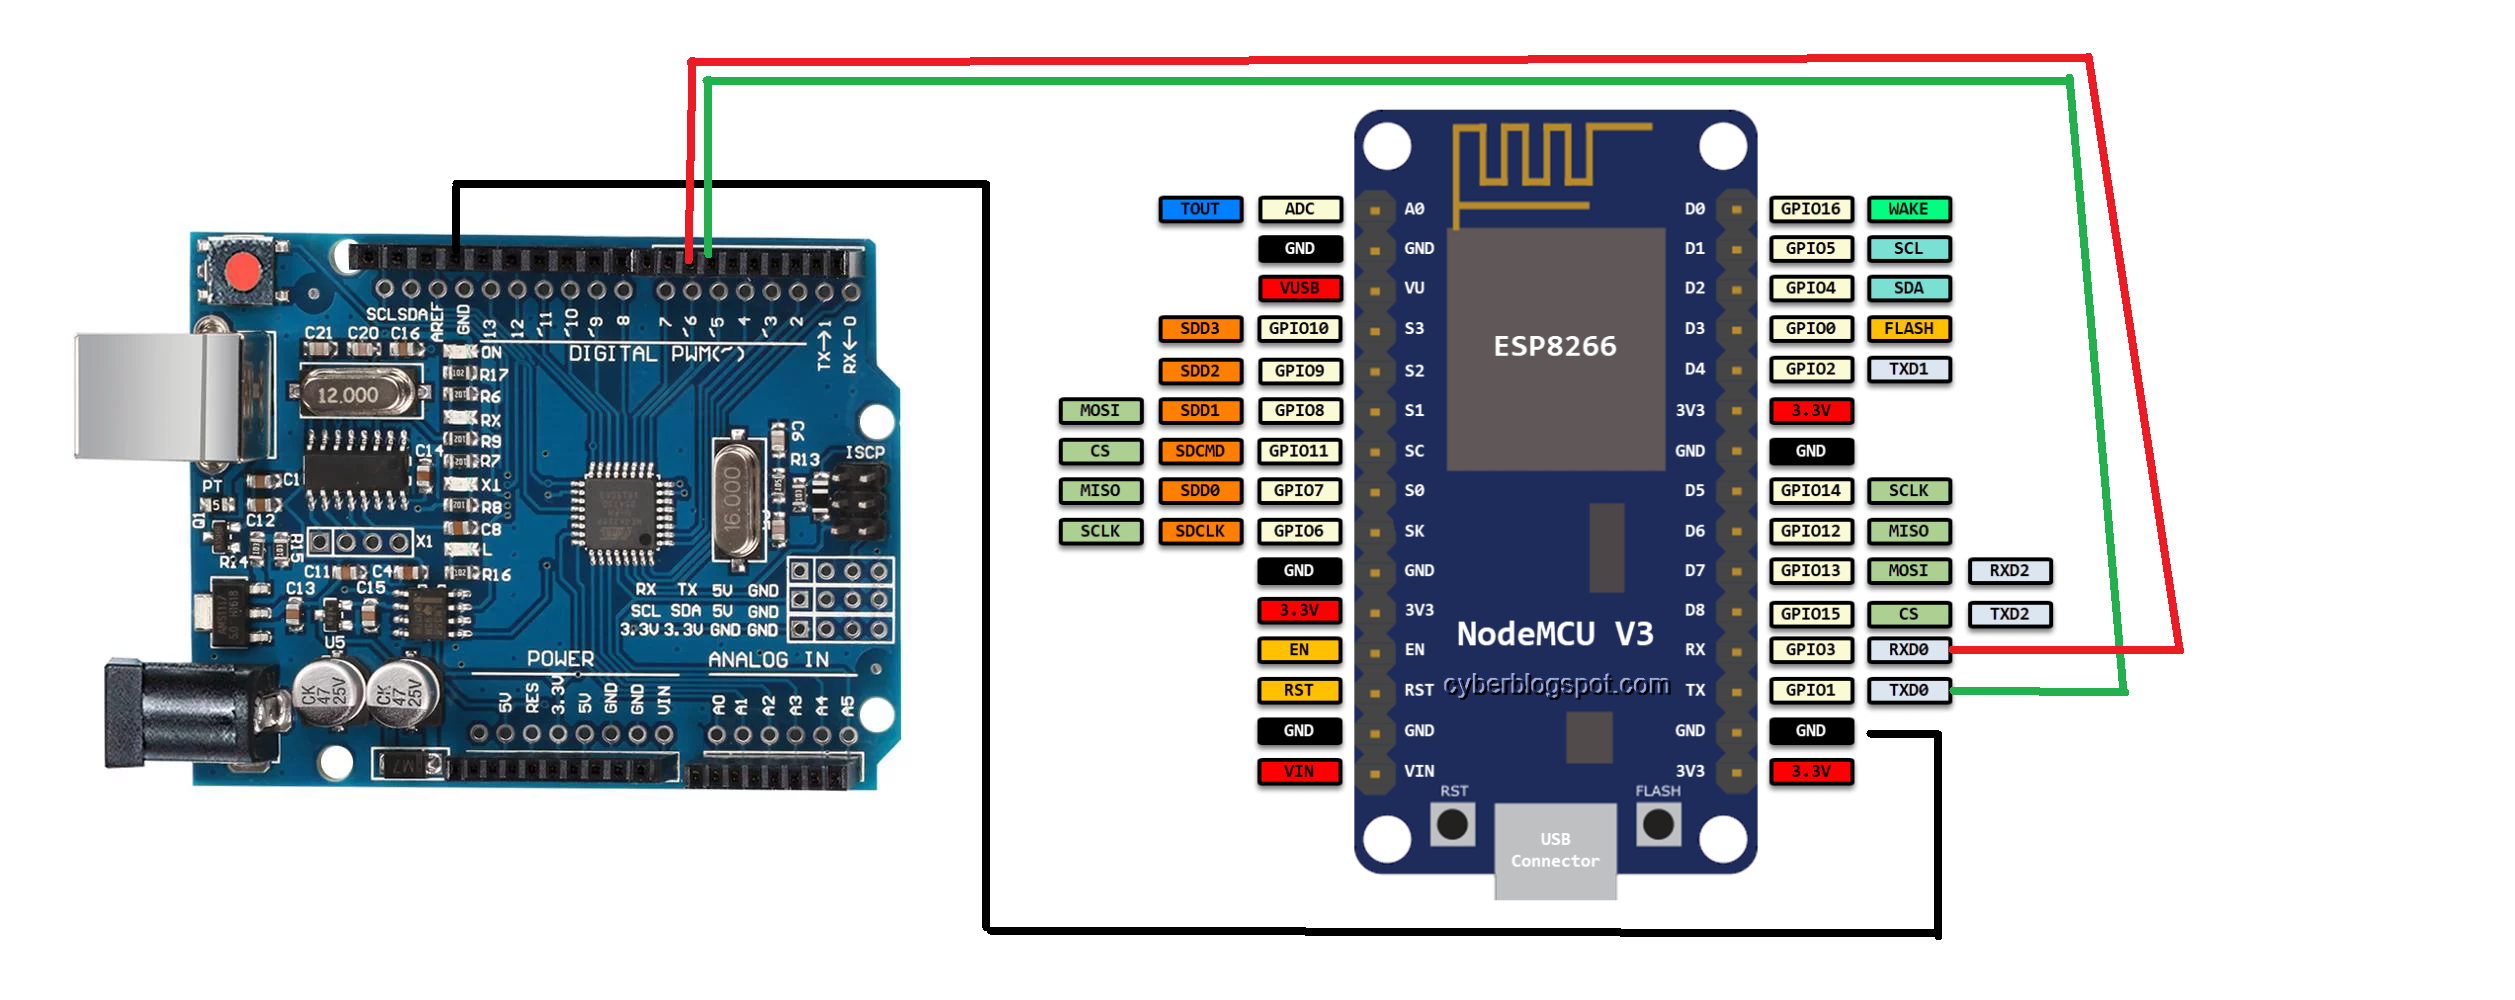 SCL SDA AREF GND 13 12 ~11 ~10 ~9 8 7 ~6 ~5 4 ~3 2 TX→1 RX←0
DIGITAL PWM(~)
C21 C20 C16
ON
R17
R6
RX
R9
R7
TX
R8
C8
L
R16
12.000
C14
C1
PT
5
Q1
C12
R14
R15
X1
C11
C4
C13
C15
U5
AMS1117
5.0
M7
CK
47
25V
CK
47
25V
16.000
C6
R13
ISCP
RX TX 5V GND
SCL SDA 5V GND
3.3V 3.3V GND GND
POWER
ANALOG IN
5V RES 3.3V 5V GND GND VIN
A0 A1 A2 A3 A4 A5
TOUT ADC A0
GND GND
VUSB VU
SDD3 GPIO10 S3
SDD2 GPIO9 S2
MOSI SDD1 GPIO8 S1
CS SDCMD GPIO11 SC
MISO SDD0 GPIO7 S0
SCLK SDCLK GPIO6 SK
GND GND
3.3V 3V3
EN EN
RST RST
GND GND
VIN VIN
ESP8266
NodeMCU V3
cyberblogspot.com
RST
FLASH
USB
Connector
D0 GPIO16 WAKE
D1 GPIO5 SCL
D2 GPIO4 SDA
D3 GPIO0 FLASH
D4 GPIO2 TXD1
3V3 3.3V
GND GND
D5 GPIO14 SCLK
D6 GPIO12 MISO
D7 GPIO13 MOSI RXD2
D8 GPIO15 CS TXD2
RX GPIO3 RXD0
TX GPIO1 TXD0
GND GND
3V3 3.3V